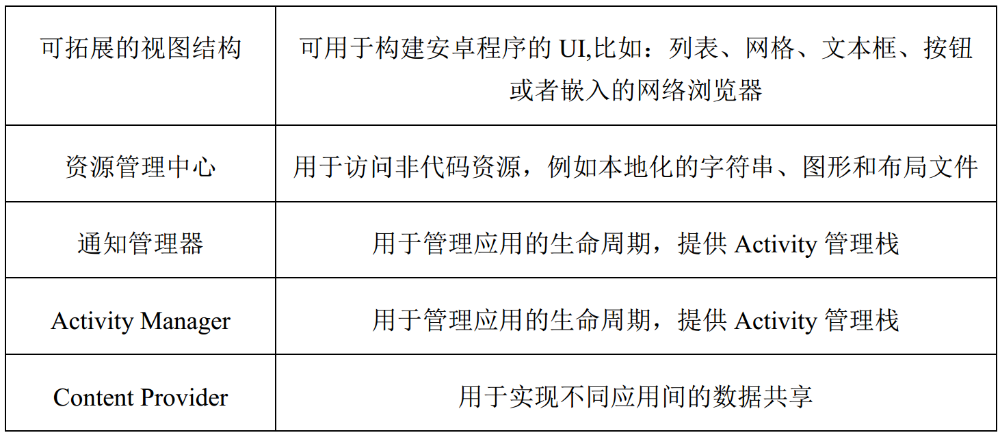 可拓展的视图结构
可用于构建安卓程序的 UI,比如：列表、网格、文本框、按钮
或者嵌入的网络浏览器
资源管理中心
用于访问非代码资源，例如本地化的字符串、图形和布局文件
通知管理器
用于管理应用的生命周期，提供 Activity 管理栈
Activity Manager
用于管理应用的生命周期，提供 Activity 管理栈
Content Provider
用于实现不同应用间的数据共享